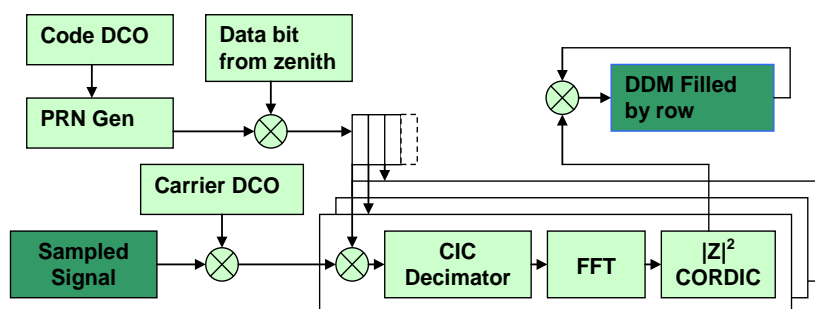 Code DCO
Data bit
from zenith
PRN Gen
DDM Filled
by row
Carrier DCO
Sampled
Signal
CIC
Decimator
FFT
|Z|²
CORDIC